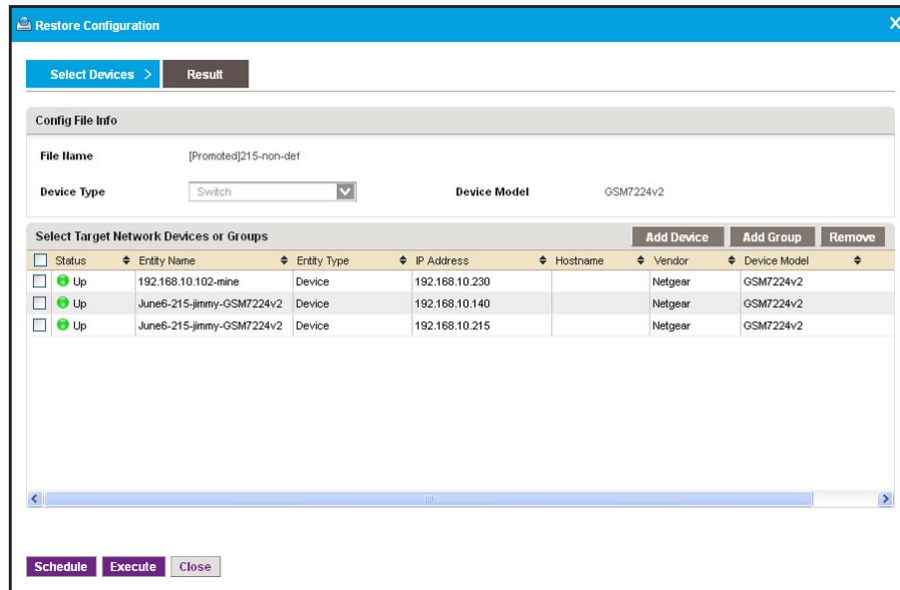 Restore Configuration X
Select Devices > Result
Config File Info
File Name [Promoted]215-non-def
Device Type Switch Device Model GSM7224v2
Select Target Network Devices or Groups Add Device Add Group Remove
Status Entity Name Entity Type IP Address Hostname Vendor Device Model
Up 192.168.10.102-mine Device 192.168.10.230 Netgear GSM7224v2
Up June6-215-jimmy-GSM7224v2 Device 192.168.10.140 Netgear GSM7224v2
Up June6-215-jimmy-GSM7224v2 Device 192.168.10.215 Netgear GSM7224v2
Schedule Execute Close